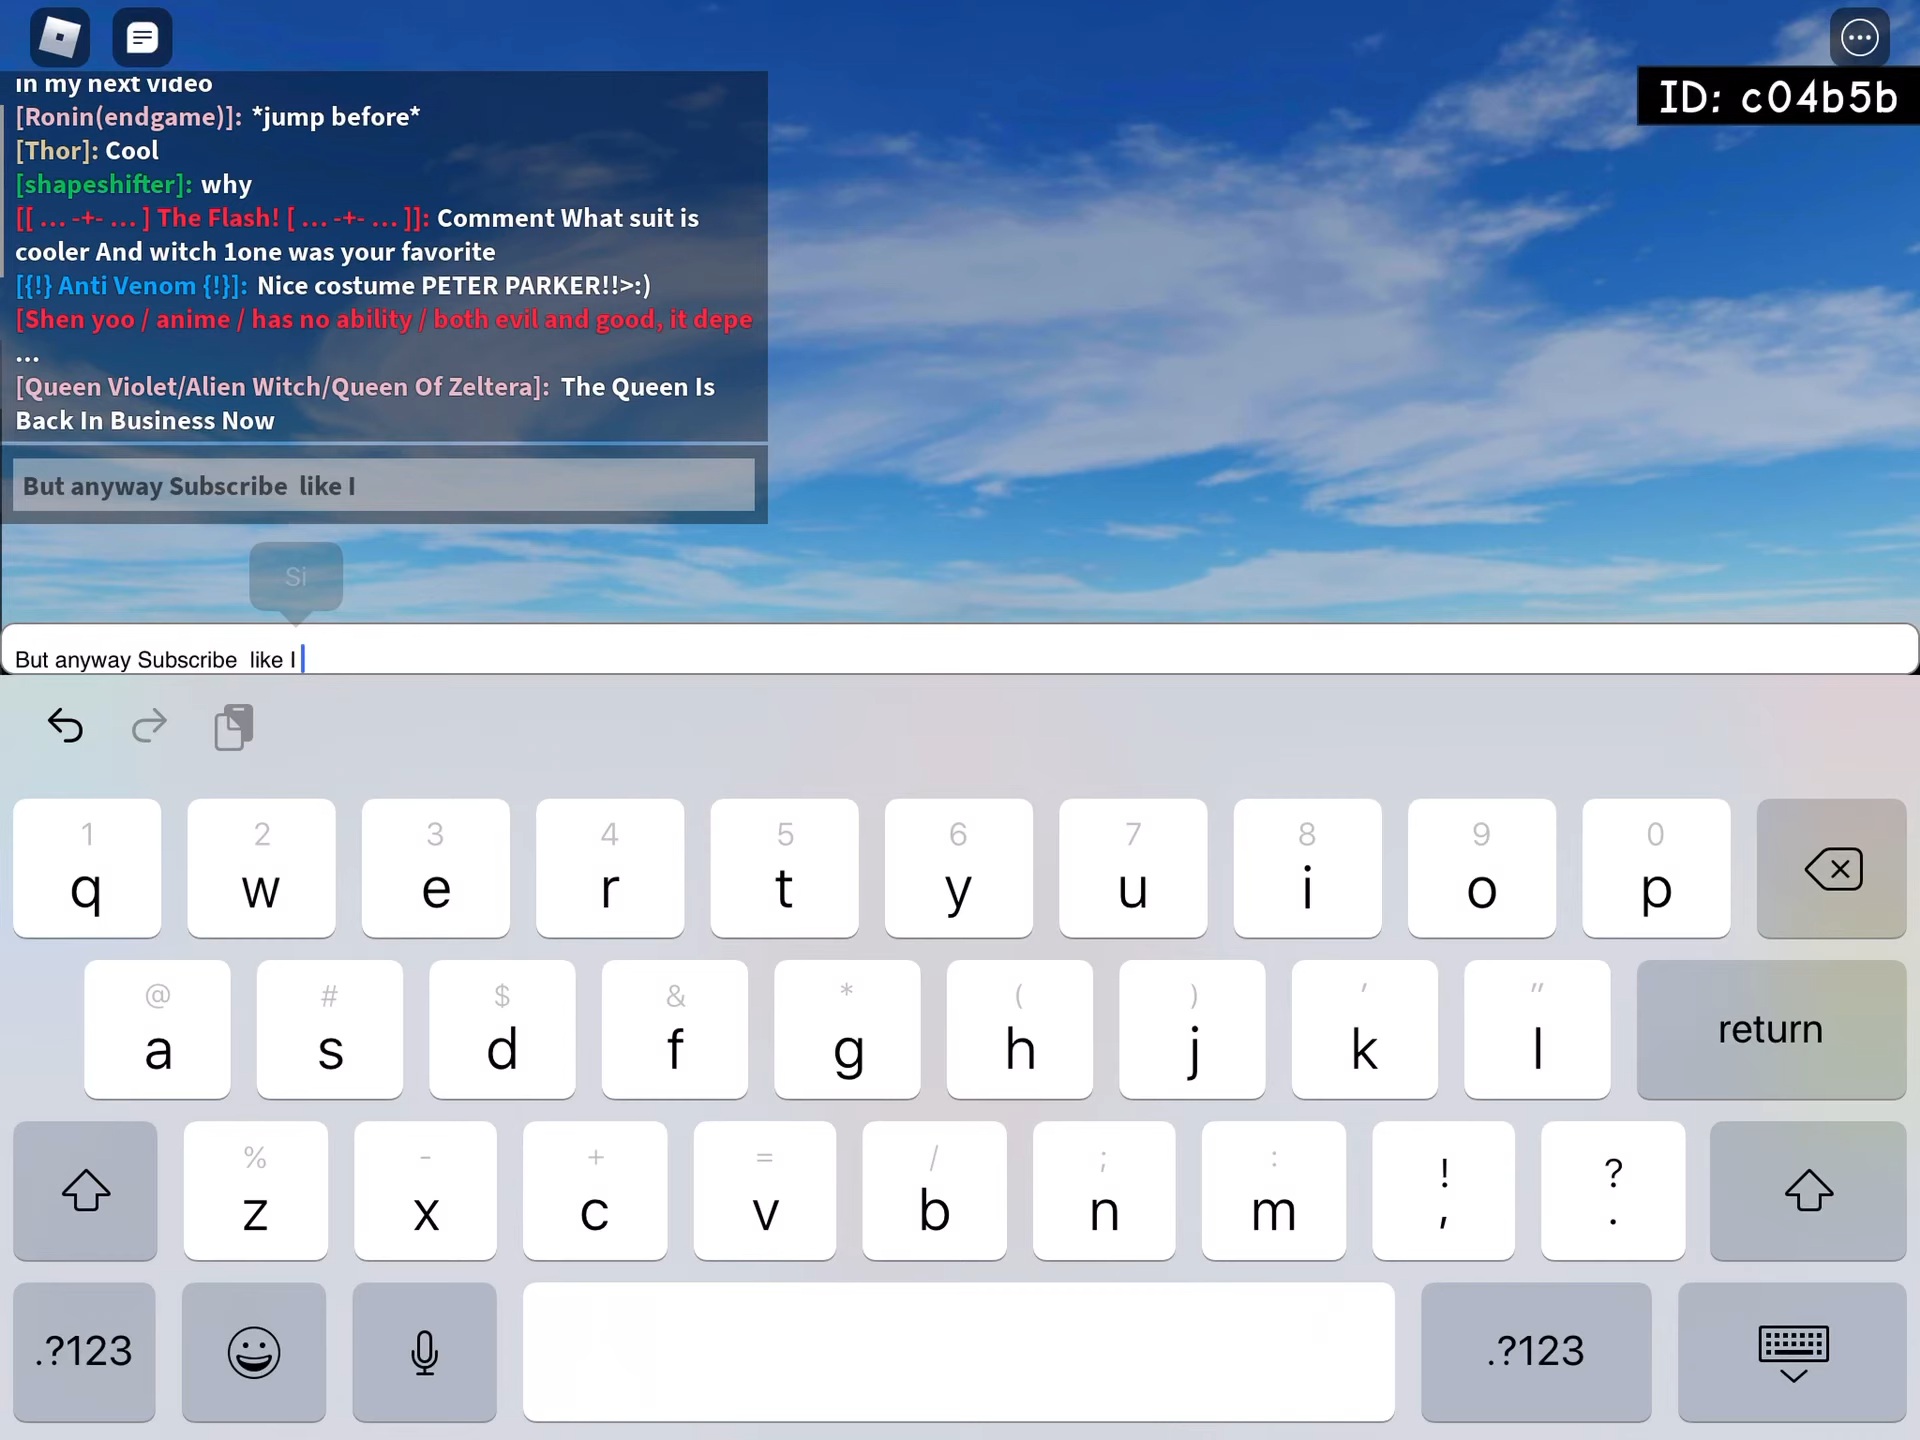 in my next video
[Ronin(endgame)]: *jump before*
[Thor]: Cool
[shapeshifter]: why
[[ ... -+- ... ] The Flash! [ ... -+- ... ]]: Comment What suit is
cooler And witch 1one was your favorite
[{!} Anti Venom {!}]: Nice costume PETER PARKER!!>:)
[Shen yoo / anime / has no ability / both evil and good, it depe
...
[Queen Violet/Alien Witch/Queen Of Zeltera]: The Queen Is
Back In Business Now
But anyway Subscribe  like I
ID: c04b5b
Si
But anyway Subscribe  like I
1 2 3 4 5 6 7 8 9 0
q w e r t y u i o p
@ # $ & * ( ) ' "
a s d f g h j k l return
% - + = / ; : ! ?
z x c v b n m , .
.?123 .?123